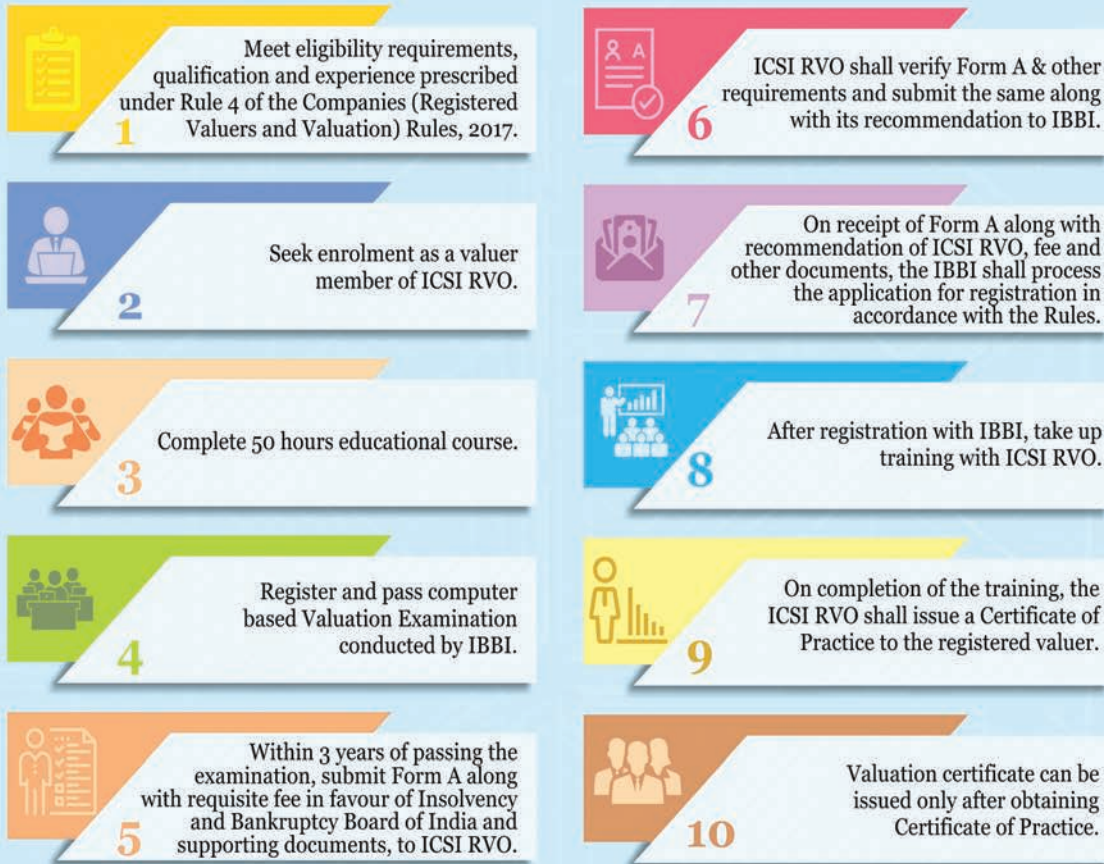 Meet eligibility requirements,
qualification and experience prescribed
under Rule 4 of the Companies (Registered
Valuers and Valuation) Rules, 2017.
1
Seek enrolment as a valuer
member of ICSI RVO.
2
Complete 50 hours educational course.
3
Register and pass computer
based Valuation Examination
conducted by IBBI.
4
Within 3 years of passing the
examination, submit Form A along
with requisite fee in favour of Insolvency
and Bankruptcy Board of India and
supporting documents, to ICSI RVO.
5
A
ICSI RVO shall verify Form A & other
requirements and submit the same along
with its recommendation to IBBI.
6
On receipt of Form A along with
recommendation of ICSI RVO, fee and
other documents, the IBBI shall process
the application for registration in
accordance with the Rules.
7
After registration with IBBI, take up
training with ICSI RVO.
8
On completion of the training, the
ICSI RVO shall issue a Certificate of
Practice to the registered valuer.
9
Valuation certificate can be
issued only after obtaining
Certificate of Practice.
10